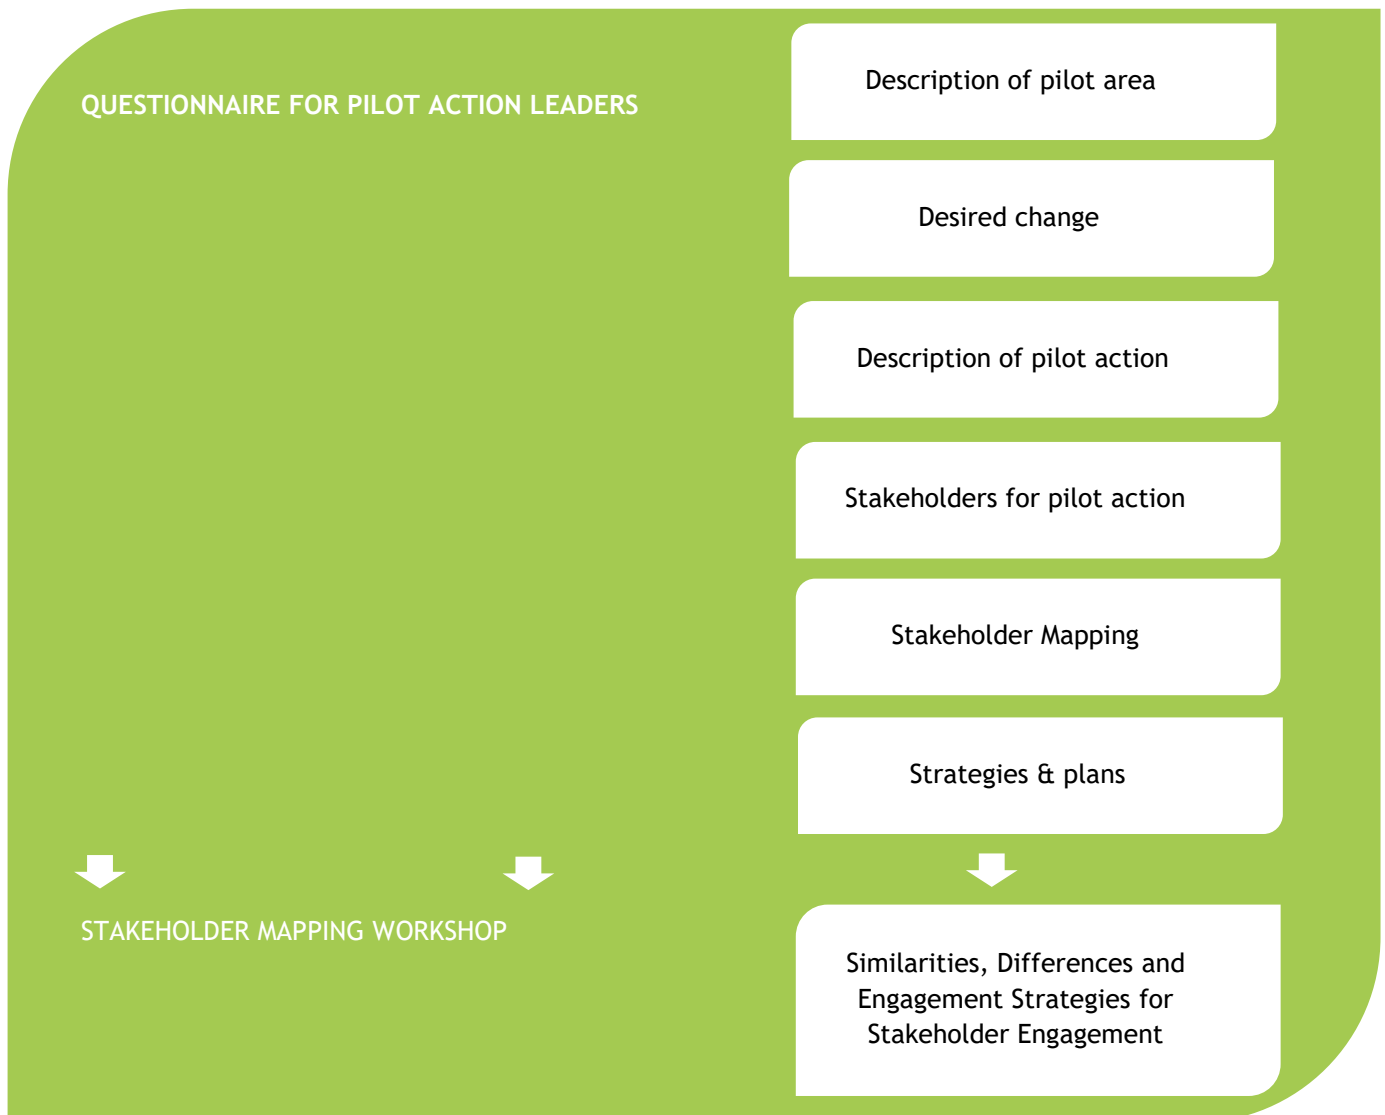 QUESTIONNAIRE FOR PILOT ACTION LEADERS
Description of pilot area
Desired change
Description of pilot action
Stakeholders for pilot action
Stakeholder Mapping
Strategies & plans
STAKEHOLDER MAPPING WORKSHOP
Similarities, Differences and
Engagement Strategies for
Stakeholder Engagement